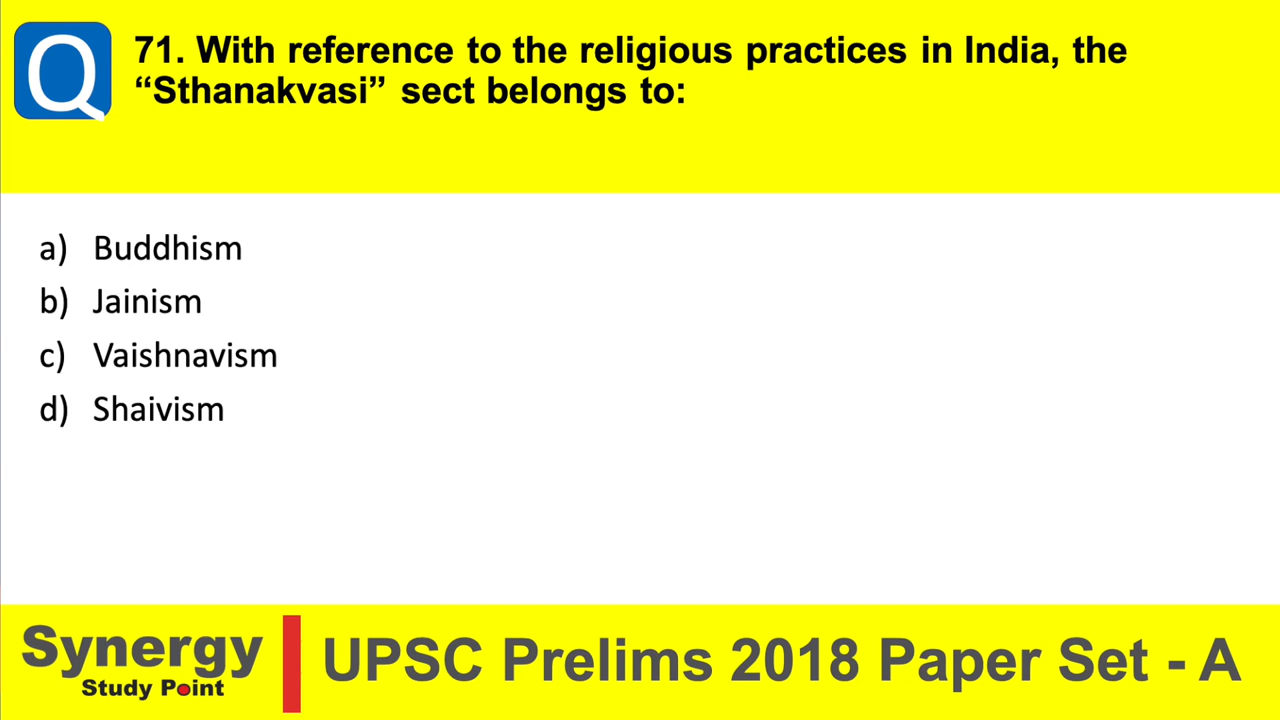 Q
71. With reference to the religious practices in India, the
“Sthanakvasi” sect belongs to:
a) Buddhism
b) Jainism
c) Vaishnavism
d) Shaivism
Synergy
Study Point
UPSC Prelims 2018 Paper Set - A